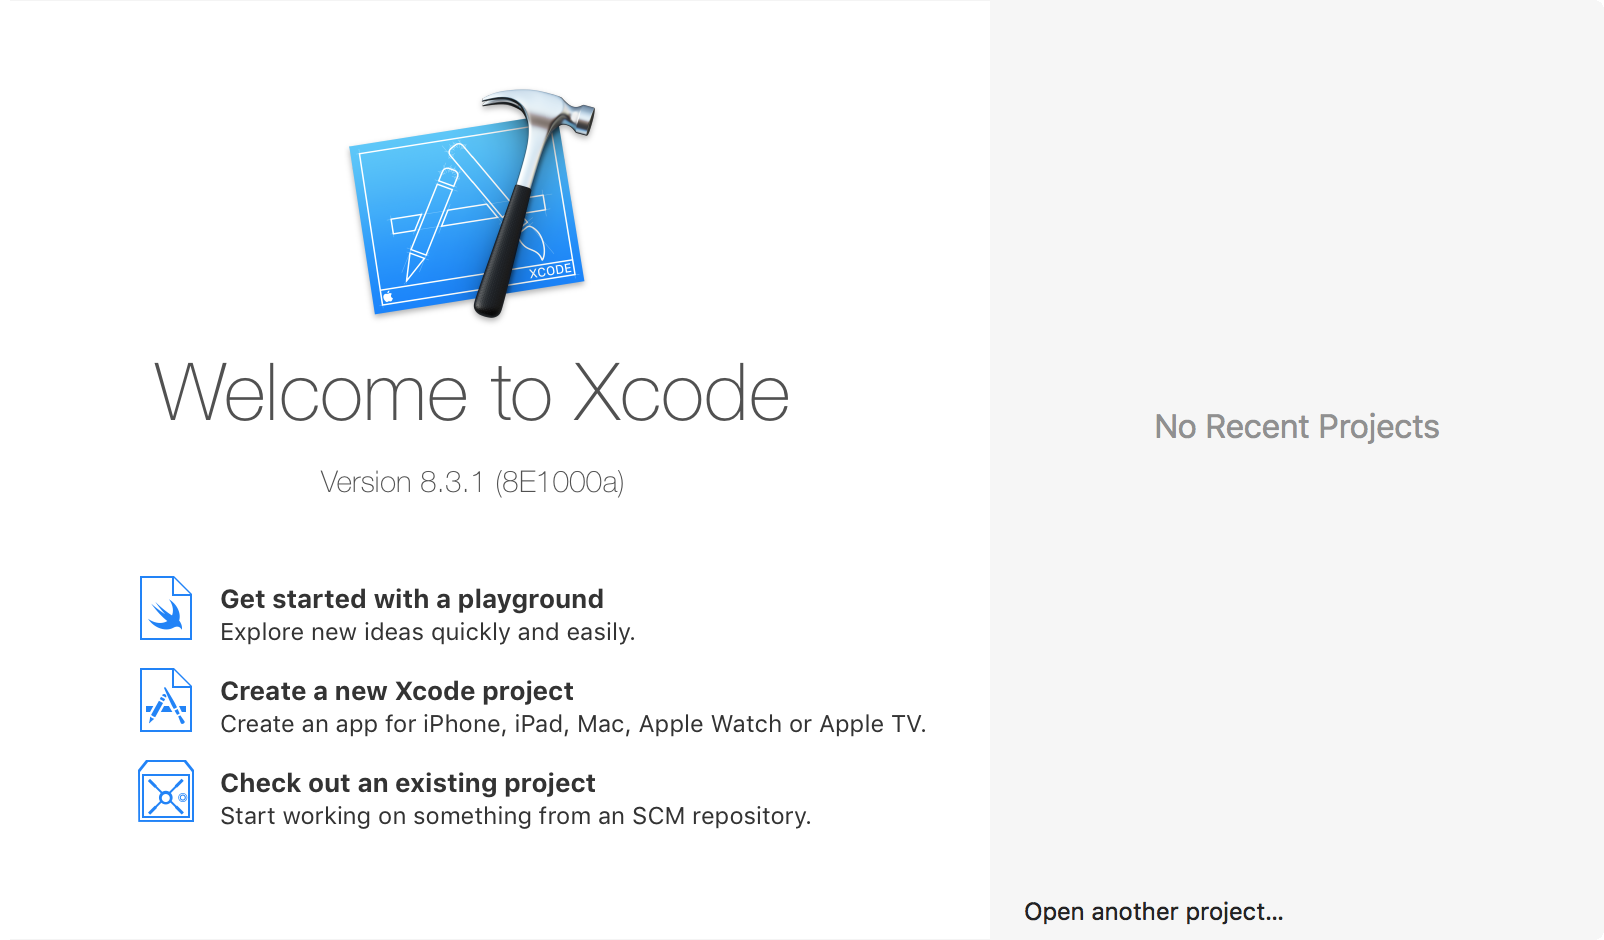 XCODE
Welcome to Xcode
Version 8.3.1 (8E1000a)
Get started with a playground
Explore new ideas quickly and easily.
Create a new Xcode project
Create an app for iPhone, iPad, Mac, Apple Watch or Apple TV.
Check out an existing project
Start working on something from an SCM repository.
No Recent Projects
Open another project...